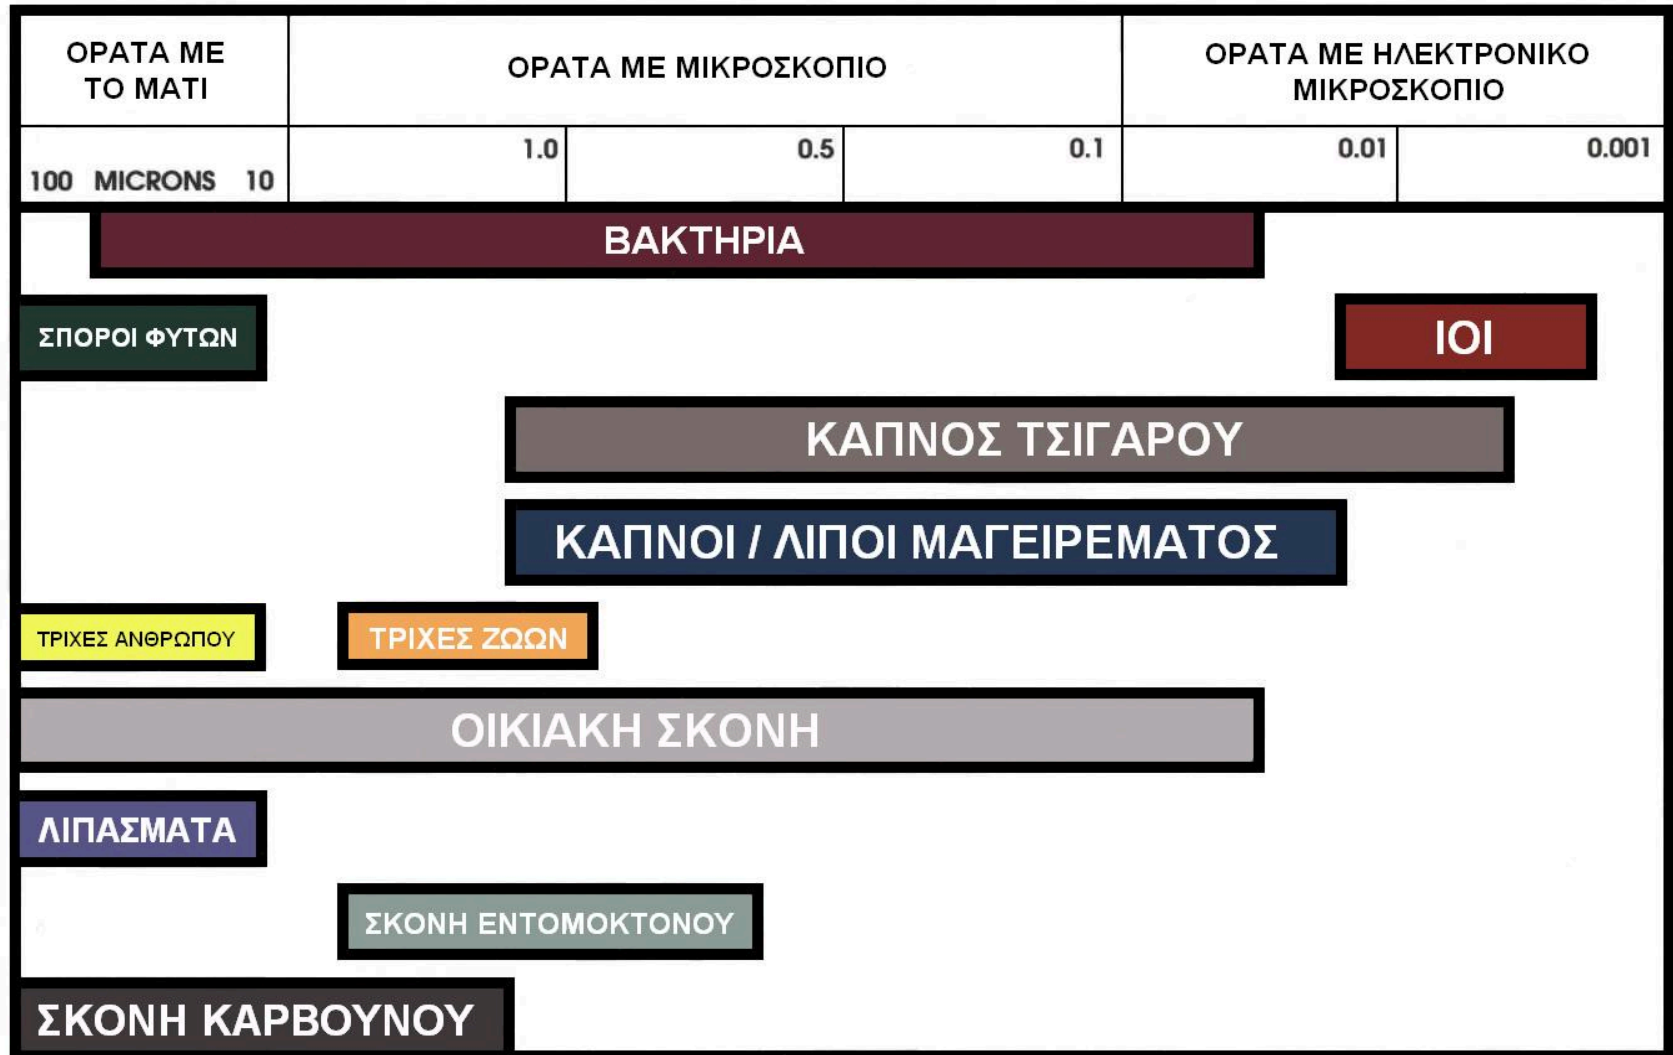 ΟΡΑΤΑ ΜΕ
ΤΟ ΜΑΤΙ
ΟΡΑΤΑ ΜΕ ΜΙΚΡΟΣΚΟΠΙΟ
ΟΡΑΤΑ ΜΕ ΗΛΕΚΤΡΟΝΙΚΟ
ΜΙΚΡΟΣΚΟΠΙΟ
100 MICRONS 10
1.0
0.5
0.1
0.01
0.001
ΒΑΚΤΗΡΙΑ
ΣΠΟΡΟΙ ΦΥΤΩΝ
ΙΟΙ
ΚΑΠΝΟΣ ΤΣΙΓΑΡΟΥ
ΚΑΠΝΟΙ / ΛΙΠΟΙ ΜΑΓΕΙΡΕΜΑΤΟΣ
ΤΡΙΧΕΣ ΑΝΘΡΩΠΟΥ
ΤΡΙΧΕΣ ΖΩΩΝ
ΟΙΚΙΑΚΗ ΣΚΟΝΗ
ΛΙΠΑΣΜΑΤΑ
ΣΚΟΝΗ ΕΝΤΟΜΟΚΤΟΝΟΥ
ΣΚΟΝΗ ΚΑΡΒΟΥΝΟΥ